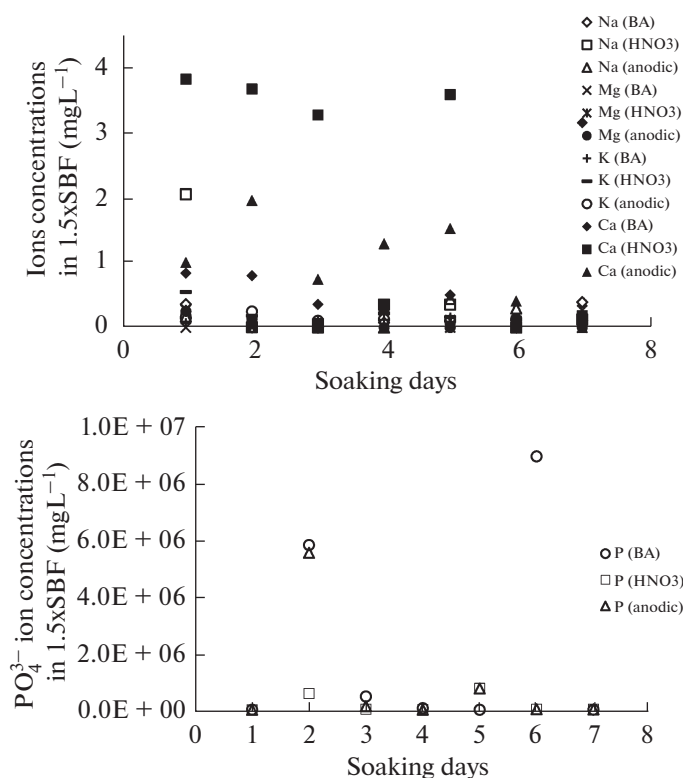 Ions concentrations
in 1.5xSBF (mgL⁻¹)
4
3
2
1
0
0 2 4 6 8
Soaking days
Na (BA)
Na (HNO3)
Na (anodic)
Mg (BA)
Mg (HNO3)
Mg (anodic)
K (BA)
K (HNO3)
K (anodic)
Ca (BA)
Ca (HNO3)
Ca (anodic)
PO₄³⁻ ion concentrations
in 1.5xSBF (mgL⁻¹)
1.0E + 07
8.0E + 06
6.0E + 06
4.0E + 06
2.0E + 06
0.0E + 00
0 1 2 3 4 5 6 7 8
Soaking days
P (BA)
P (HNO3)
P (anodic)